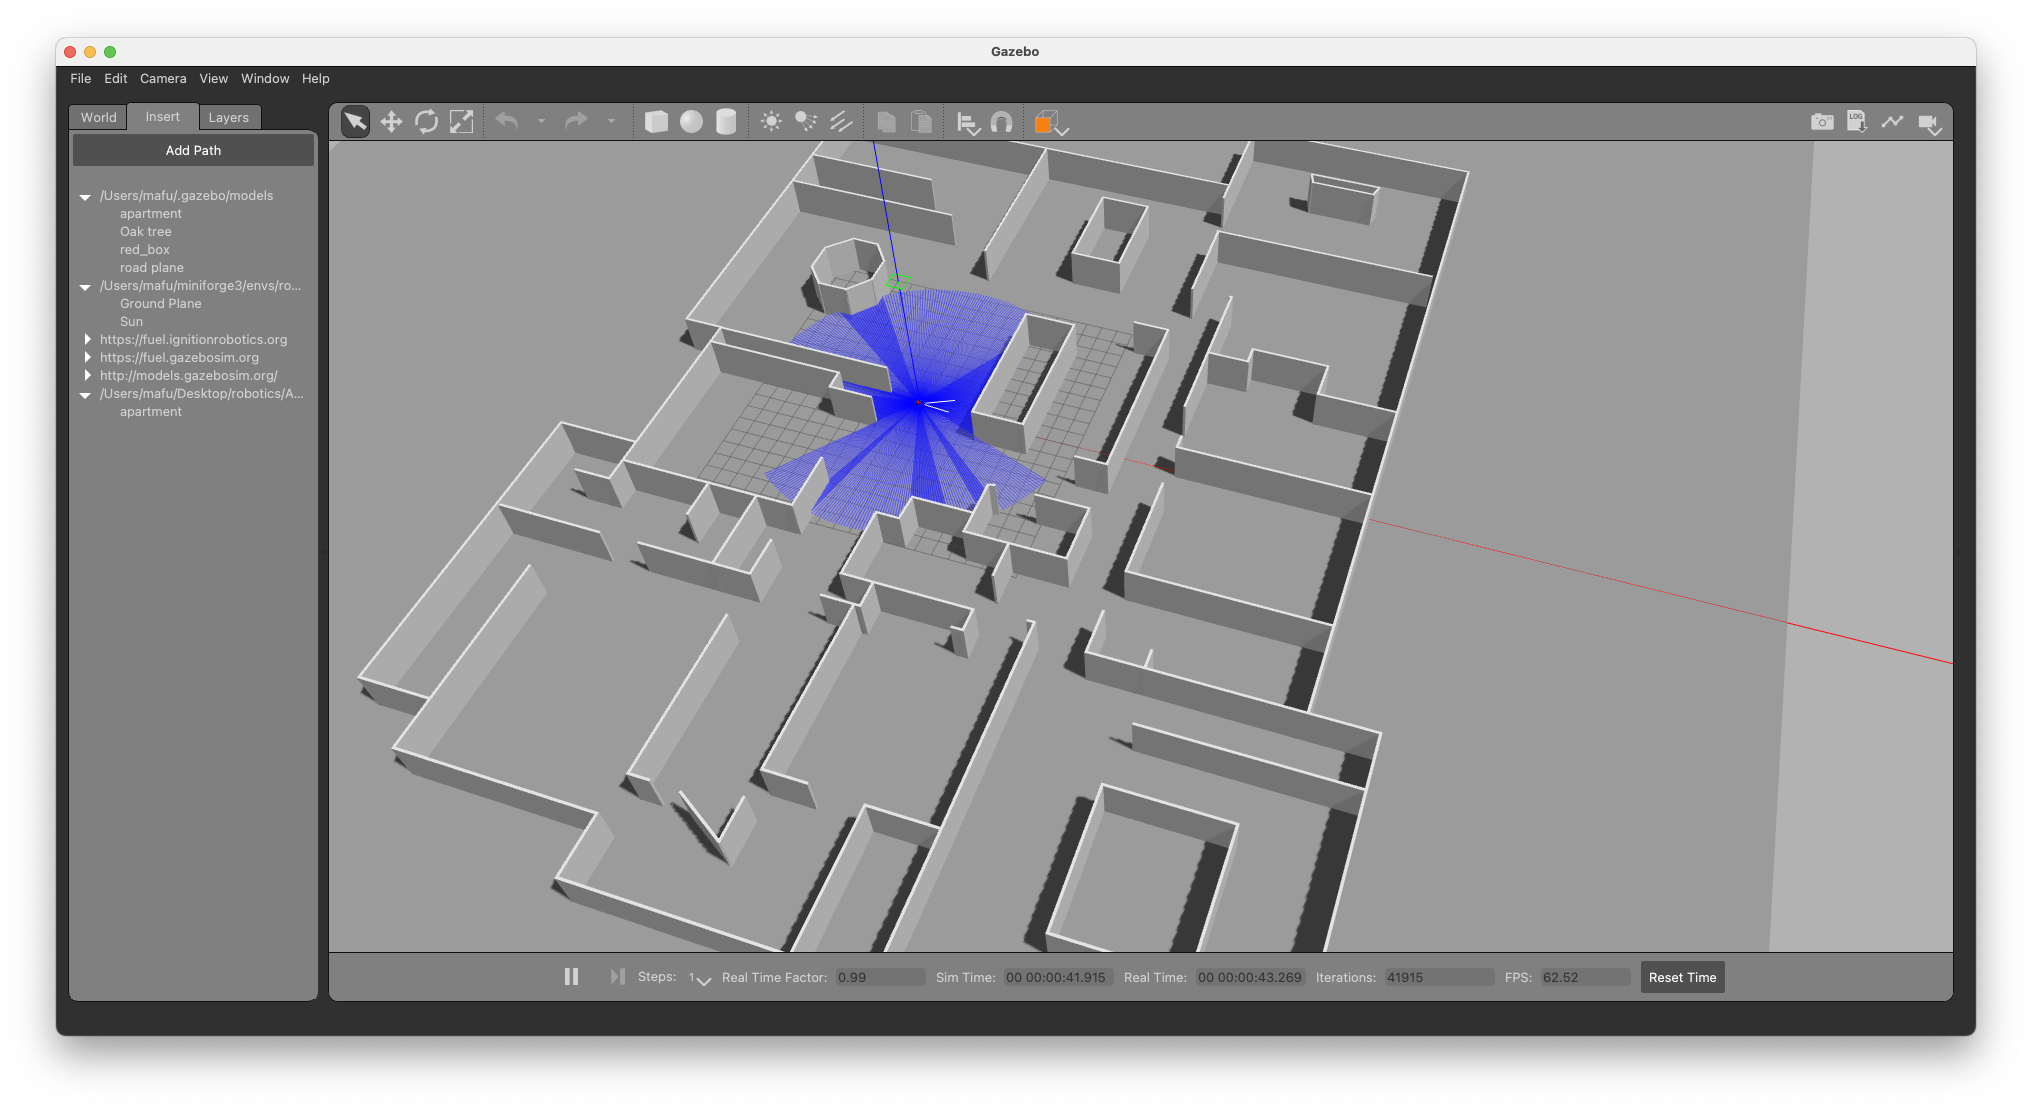 Gazebo
File Edit Camera View Window Help
World Insert Layers
LOG
Add Path
/Users/mafu/.gazebo/models
apartment
Oak tree
red_box
road plane
/Users/mafu/miniforge3/envs/ro...
Ground Plane
Sun
https://fuel.ignitionrobotics.org
https://fuel.gazebosim.org
http://models.gazebosim.org/
/Users/mafu/Desktop/robotics/A...
apartment
Steps: 1 Real Time Factor: 0.99 Sim Time: 00 00:00:41.915 Real Time: 00 00:00:43.269 Iterations: 41915 FPS: 62.52 Reset Time